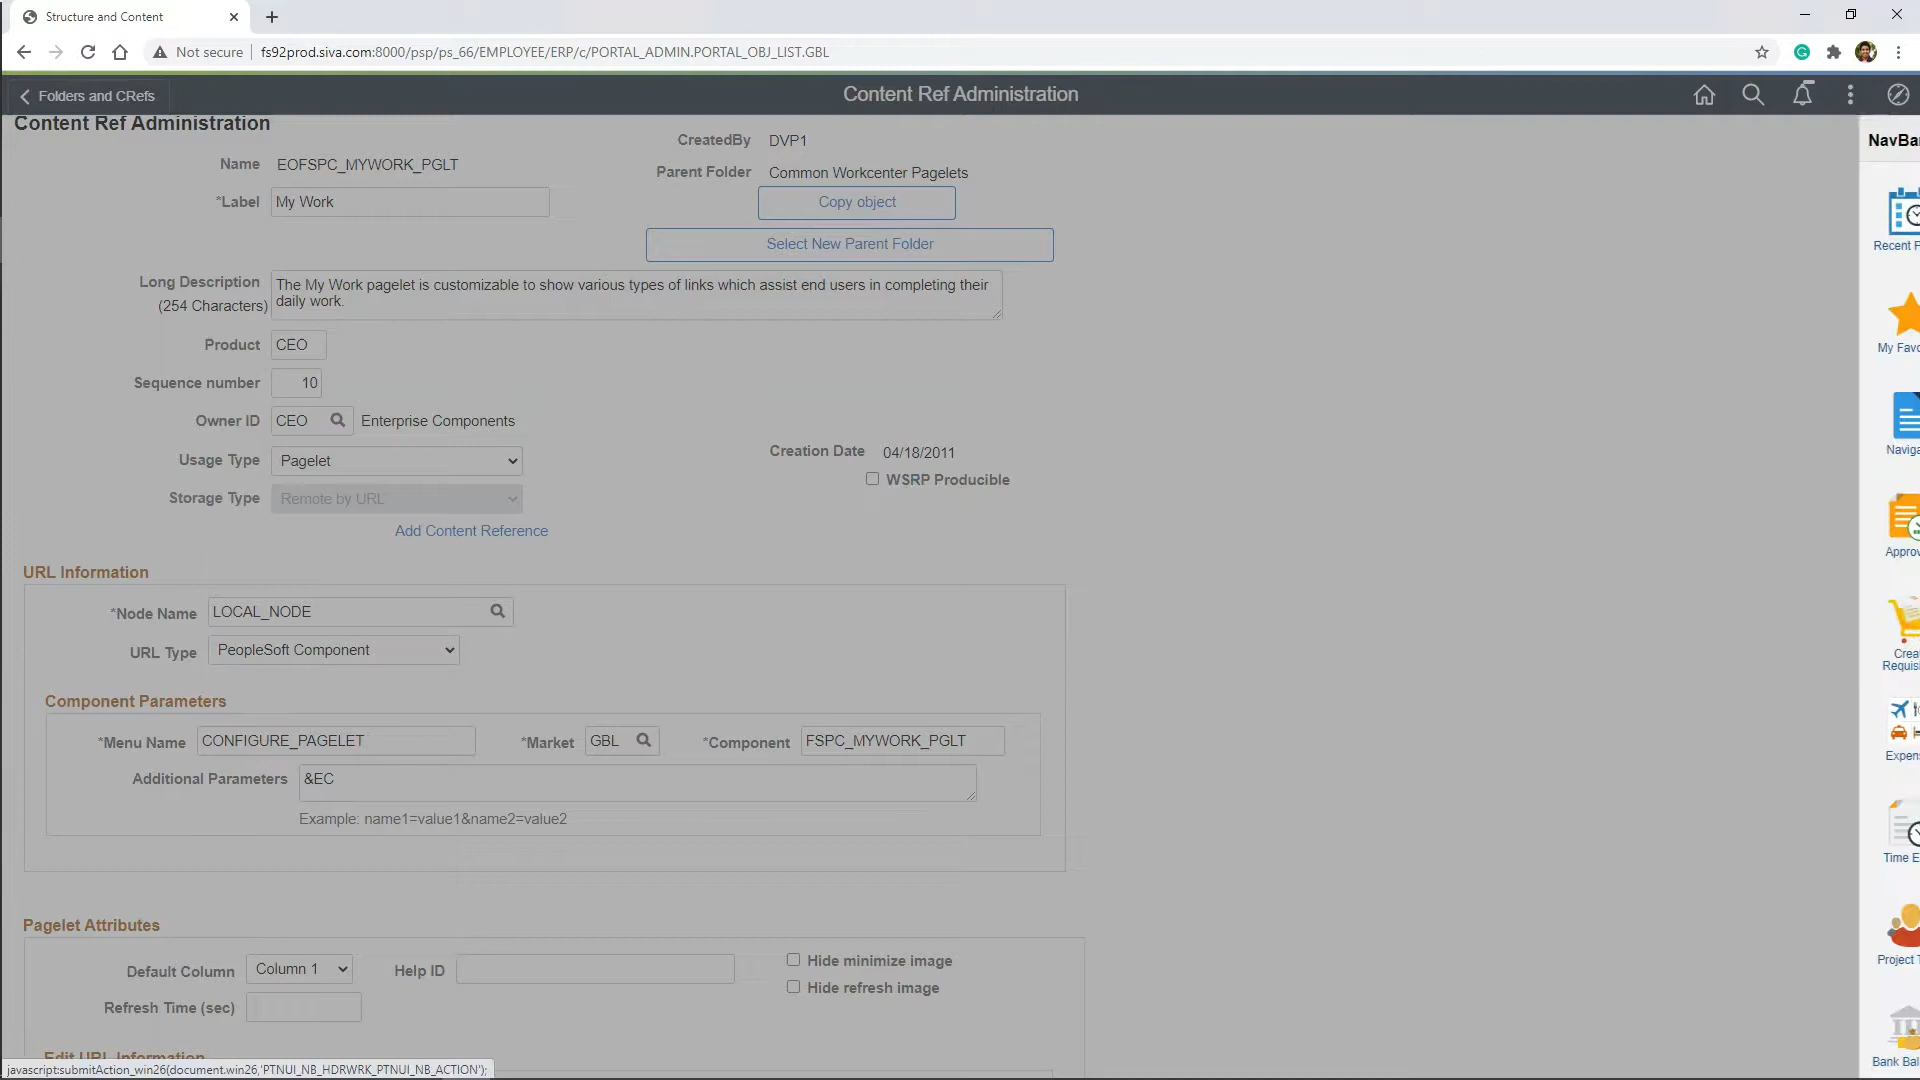 Structure and Content
Not secure
fs92prod.siva.com:8000/psp/ps_66/EMPLOYEE/ERP/c/PORTAL_ADMIN.PORTAL_OBJ_LIST.GBL
Folders and CRefs
Content Ref Administration
Content Ref Administration
CreatedBy DVP1
Name EOFSPC_MYWORK_PGLT
Parent Folder Common Workcenter Pagelets
*Label My Work
Copy object
Select New Parent Folder
Long Description
(254 Characters)
The My Work pagelet is customizable to show various types of links which assist end users in completing their
daily work.
Product CEO
Sequence number 10
Owner ID CEO Enterprise Components
Usage Type Pagelet
Creation Date 04/18/2011
WSRP Producible
Storage Type Remote by URL
Add Content Reference
URL Information
*Node Name LOCAL_NODE
URL Type PeopleSoft Component
Component Parameters
*Menu Name CONFIGURE_PAGELET *Market GBL *Component FSPC_MYWORK_PGLT
Additional Parameters &EC
Example: name1=value1&name2=value2
Pagelet Attributes
Default Column Column 1 Help ID
Hide minimize image
Hide refresh image
Refresh Time (sec)
Edit URL Information
javascript:submitAction_win26(document.win26,'PTNUI_NB_HDRWRK_PTNUI_NB_ACTION');
NavBa
Recent P
My Favo
Naviga
Approv
Crea
Requis
Expens
Time E
Project T
Bank Bal